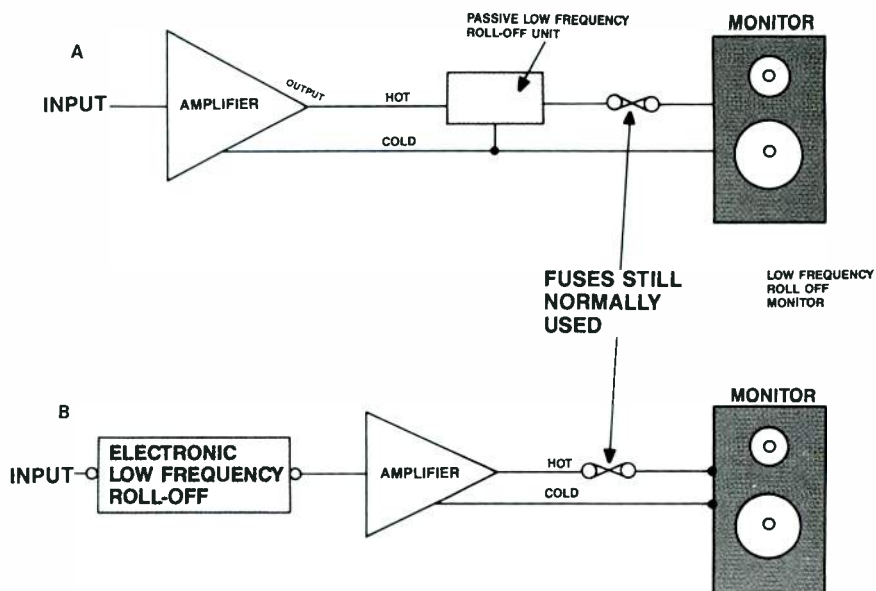 PASSIVE LOW FREQUENCY
ROLL-OFF UNIT
MONITOR
A
INPUT
AMPLIFIER
OUTPUT
HOT
COLD
FUSES STILL
NORMALLY
USED
LOW FREQUENCY
ROLL OFF
MONITOR
B
MONITOR
INPUT
ELECTRONIC
LOW FREQUENCY
ROLL-OFF
AMPLIFIER
HOT
COLD